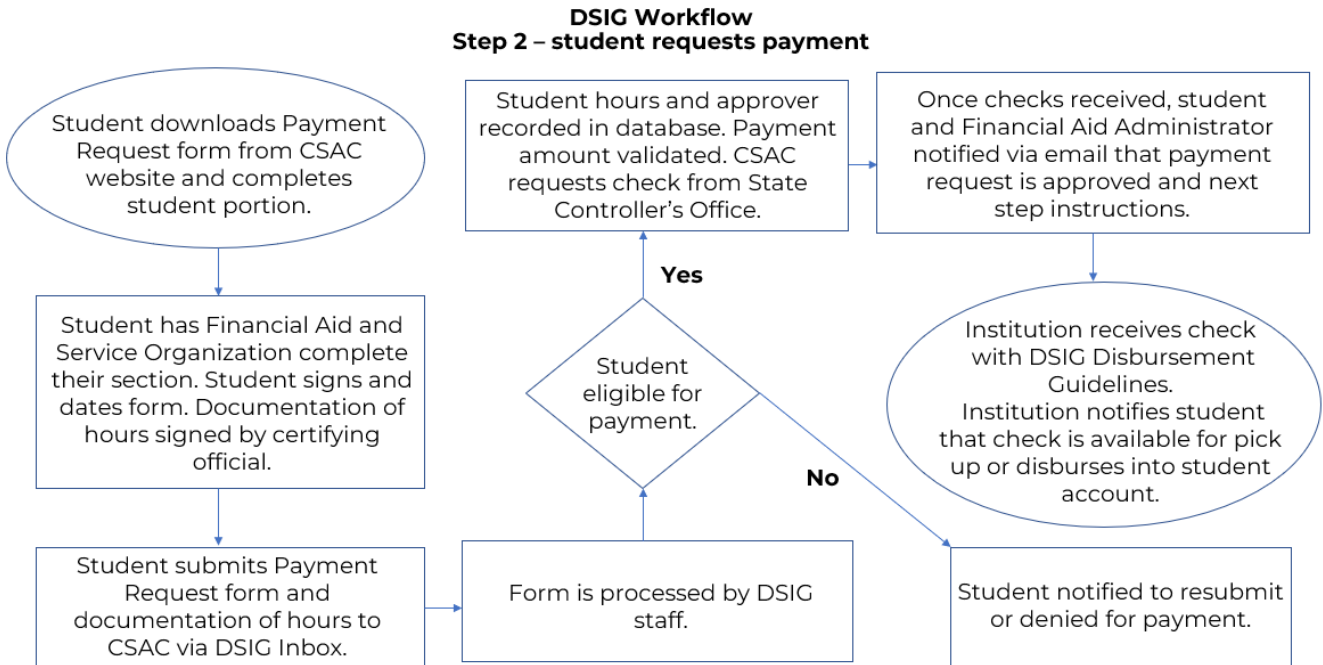 DSIG Workflow
Step 2 – student requests payment
Student downloads Payment
Request form from CSAC
website and completes
student portion.
Student has Financial Aid and
Service Organization complete
their section. Student signs and
dates form. Documentation of
hours signed by certifying
official.
Student submits Payment
Request form and
documentation of hours to
CSAC via DSIG Inbox.
Form is processed by DSIG
staff.
Student
eligible for
payment.
Yes
Student hours and approver
recorded in database. Payment
amount validated. CSAC
requests check from State
Controller’s Office.
Once checks received, student
and Financial Aid Administrator
notified via email that payment
request is approved and next
step instructions.
Institution receives check
with DSIG Disbursement
Guidelines.
Institution notifies student
that check is available for pick
up or disburses into student
account.
No
Student notified to resubmit
or denied for payment.